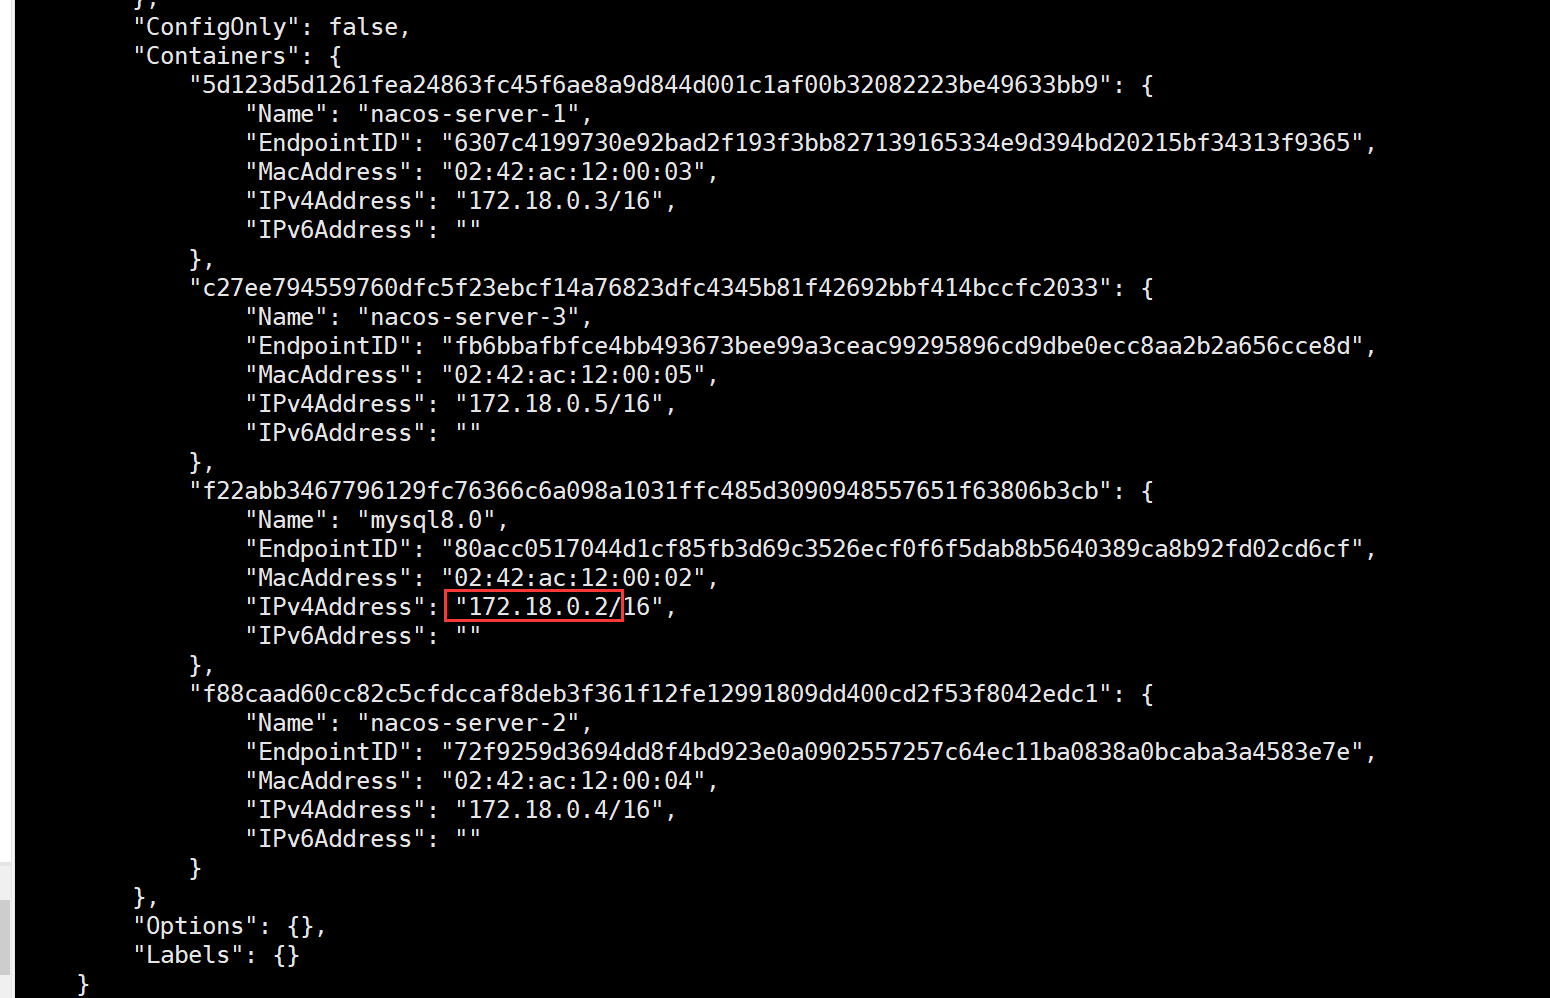 },
"ConfigOnly": false,
"Containers": {
"5d123d5d1261fea24863fc45f6ae8a9d844d001c1af00b32082223be49633bb9": {
"Name": "nacos-server-1",
"EndpointID": "6307c4199730e92bad2f193f3bb827139165334e9d394bd20215bf34313f9365",
"MacAddress": "02:42:ac:12:00:03",
"IPv4Address": "172.18.0.3/16",
"IPv6Address": ""
},
"c27ee794559760dfc5f23ebcf14a76823dfc4345b81f42692bbf414bccfc2033": {
"Name": "nacos-server-3",
"EndpointID": "fb6bbafbfce4bb493673bee99a3ceac99295896cd9dbe0ecc8aa2b2a656cce8d",
"MacAddress": "02:42:ac:12:00:05",
"IPv4Address": "172.18.0.5/16",
"IPv6Address": ""
},
"f22abb3467796129fc76366c6a098a1031ffc485d3090948557651f63806b3cb": {
"Name": "mysql8.0",
"EndpointID": "80acc0517044d1cf85fb3d69c3526ecf0f6f5dab8b5640389ca8b92fd02cd6cf",
"MacAddress": "02:42:ac:12:00:02",
"IPv4Address": "172.18.0.2/16",
"IPv6Address": ""
},
"f88caad60cc82c5cfdccaf8deb3f361f12fe12991809dd400cd2f53f8042edc1": {
"Name": "nacos-server-2",
"EndpointID": "72f9259d3694dd8f4bd923e0a0902557257c64ec11ba0838a0bcaba3a4583e7e",
"MacAddress": "02:42:ac:12:00:04",
"IPv4Address": "172.18.0.4/16",
"IPv6Address": ""
}
},
"Options": {},
"Labels": {}
}